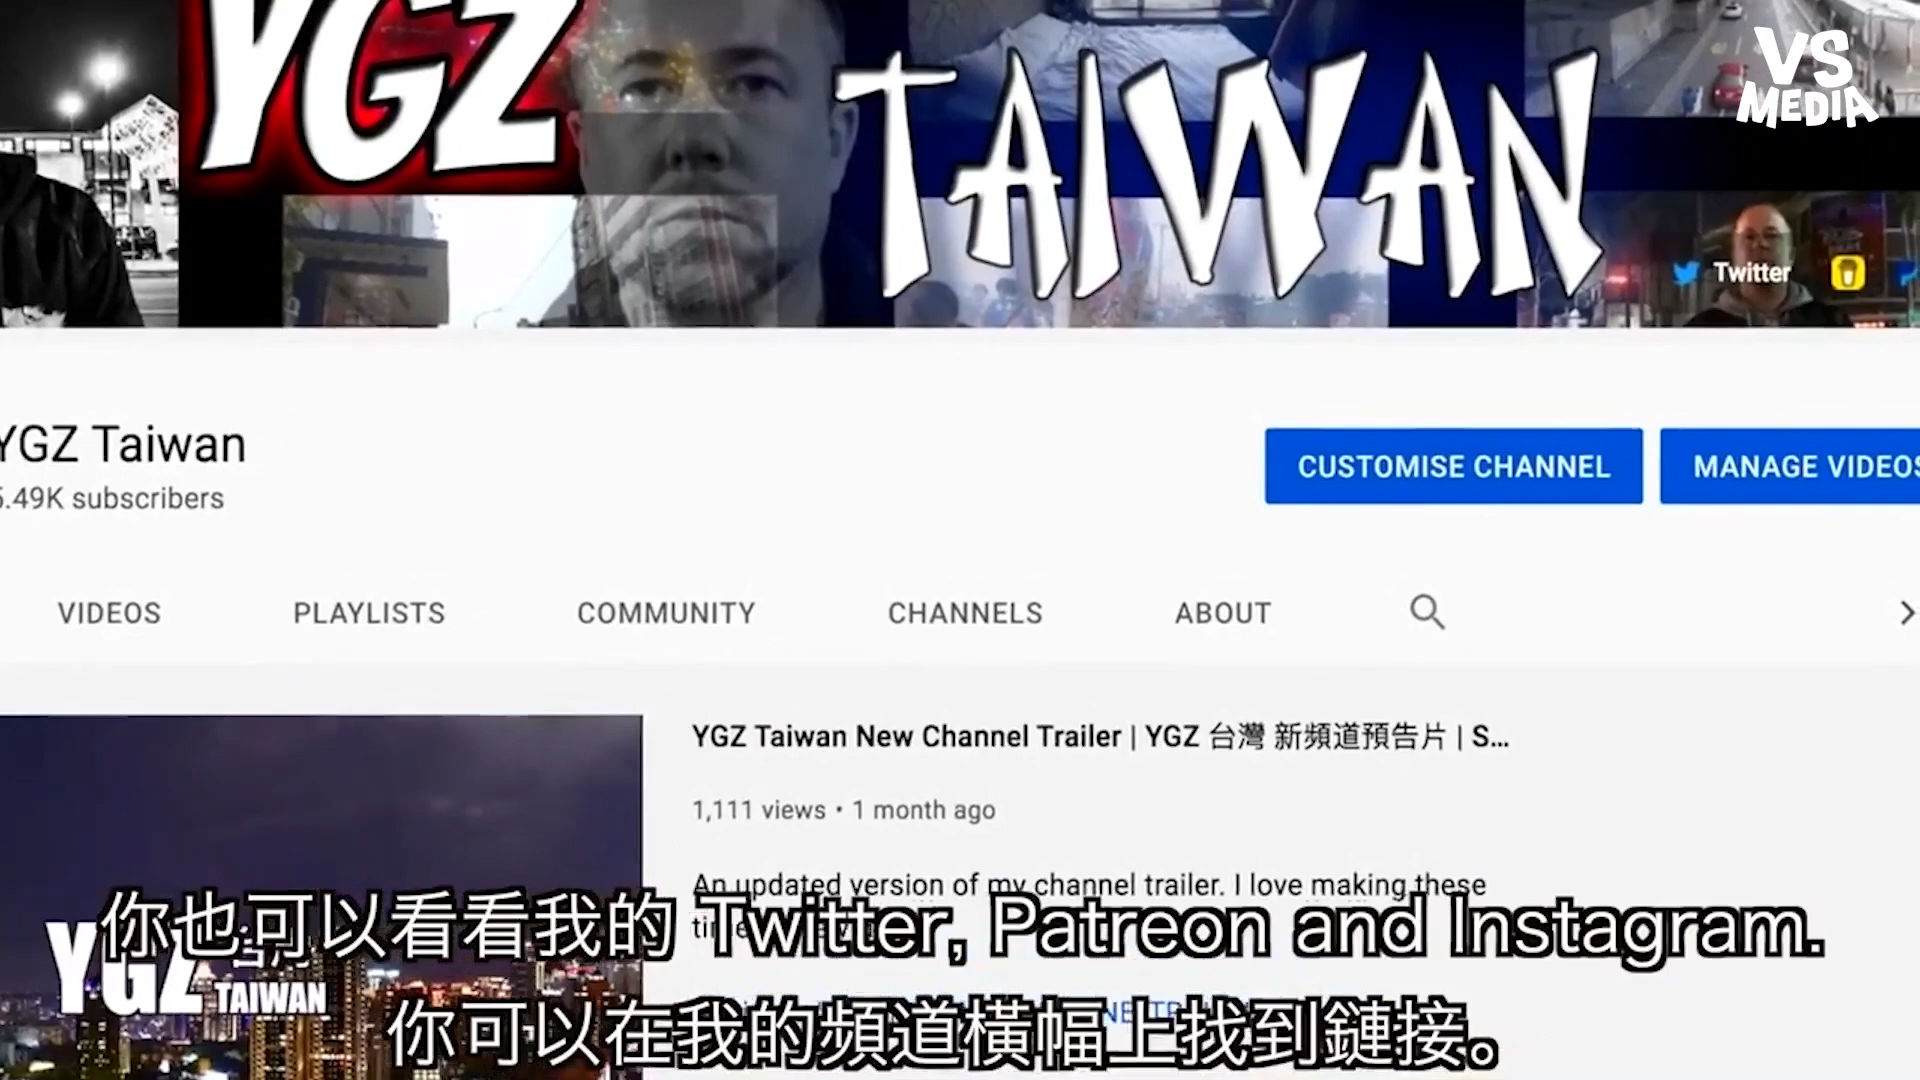 YGZ TAIWAN
VS
MEDIA
Twitter
YGZ Taiwan
5.49K subscribers
CUSTOMISE CHANNEL
MANAGE VIDEOS
VIDEOS
PLAYLISTS
COMMUNITY
CHANNELS
ABOUT
YGZ Taiwan New Channel Trailer | YGZ 台灣 新頻道預告片 | S...
1,111 views • 1 month ago
An updated version of my channel trailer. I love making these
YGZ
TAIWAN
你也可以看看我的 Twitter, Patreon and Instagram.
你可以在我的頻道橫幅上找到鏈接。